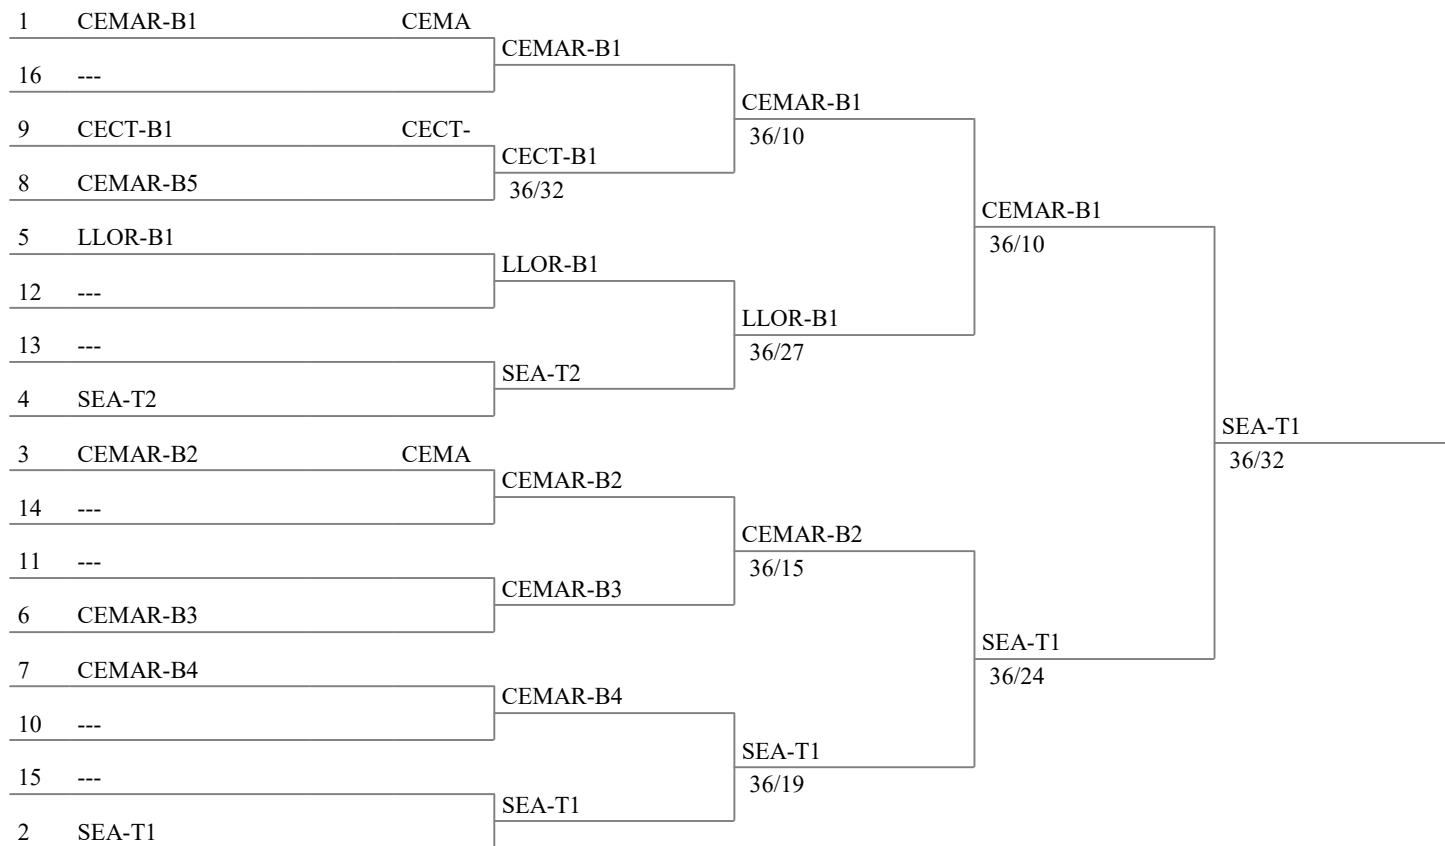 1 CEMAR-B1 CEMA
CEMAR-B1
16 ---
CEMAR-B1
9 CECT-B1 CECT-
36/10
CECT-B1
8 CEMAR-B5
36/32
CEMAR-B1
5 LLOR-B1
36/10
LLOR-B1
12 ---
LLOR-B1
13 ---
36/27
SEA-T2
4 SEA-T2
SEA-T1
3 CEMAR-B2 CEMA
36/32
CEMAR-B2
14 ---
CEMAR-B2
11 ---
36/15
CEMAR-B3
6 CEMAR-B3
SEA-T1
7 CEMAR-B4
36/24
CEMAR-B4
10 ---
SEA-T1
15 ---
36/19
SEA-T1
2 SEA-T1